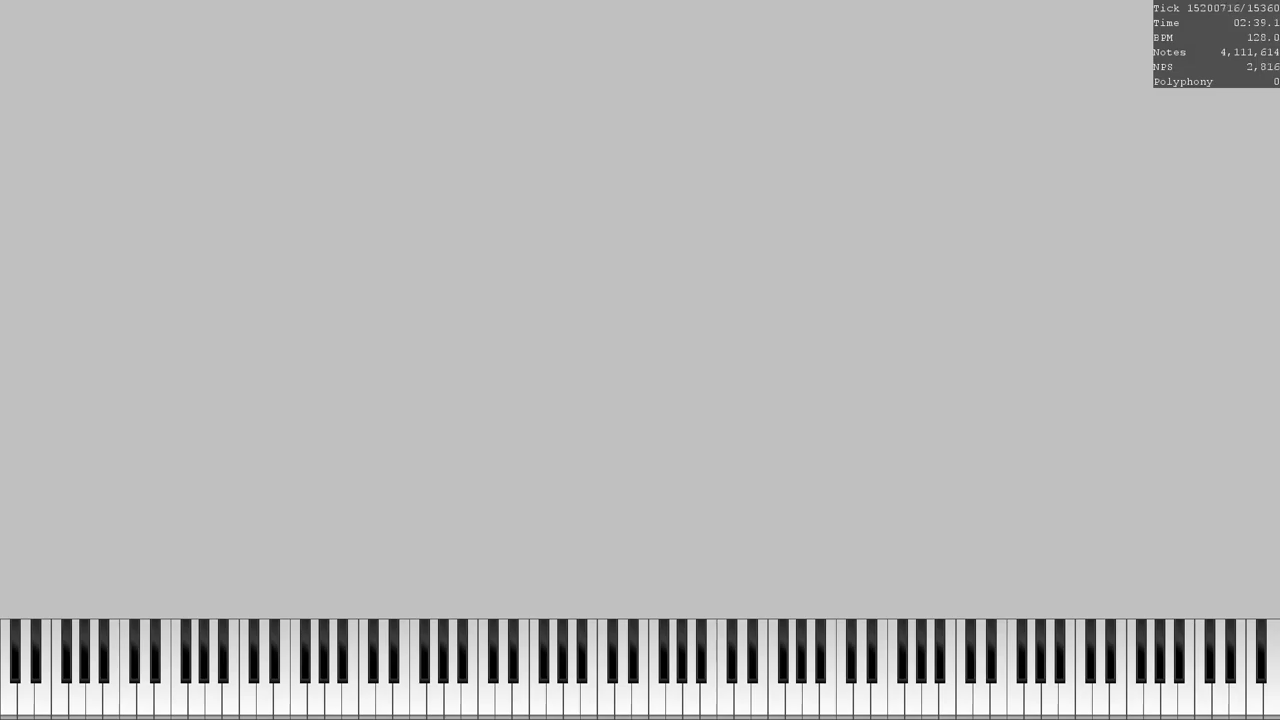 Tick 15200716/15360
Time 02:39.1
BPM 128.0
Notes 4,111,614
NPS 2,816
Polyphony 0